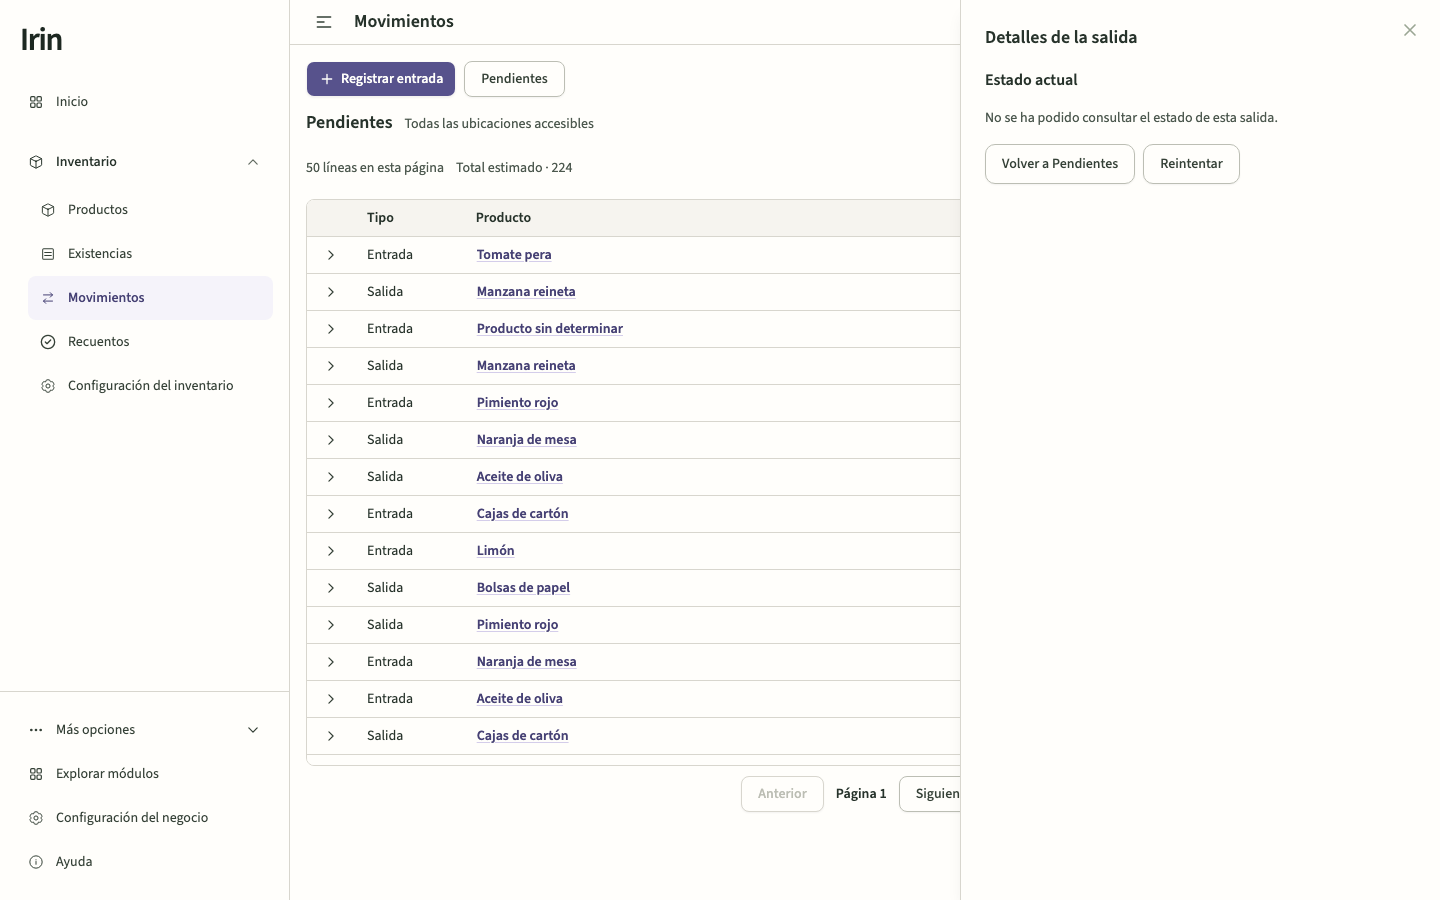 Irin
Inicio
Inventario
Productos
Existencias
Movimientos
Recuentos
Configuración del inventario
Más opciones
Explorar módulos
Configuración del negocio
Ayuda
Movimientos
Registrar entrada
Pendientes
Pendientes Todas las ubicaciones accesibles
50 líneas en esta página Total estimado · 224
Tipo Producto
Entrada Tomate pera
Salida Manzana reineta
Entrada Producto sin determinar
Salida Manzana reineta
Entrada Pimiento rojo
Salida Naranja de mesa
Salida Aceite de oliva
Entrada Cajas de cartón
Entrada Limón
Salida Bolsas de papel
Salida Pimiento rojo
Entrada Naranja de mesa
Entrada Aceite de oliva
Salida Cajas de cartón
Anterior Página 1 Siguien
Detalles de la salida
Estado actual
No se ha podido consultar el estado de esta salida.
Volver a Pendientes Reintentar